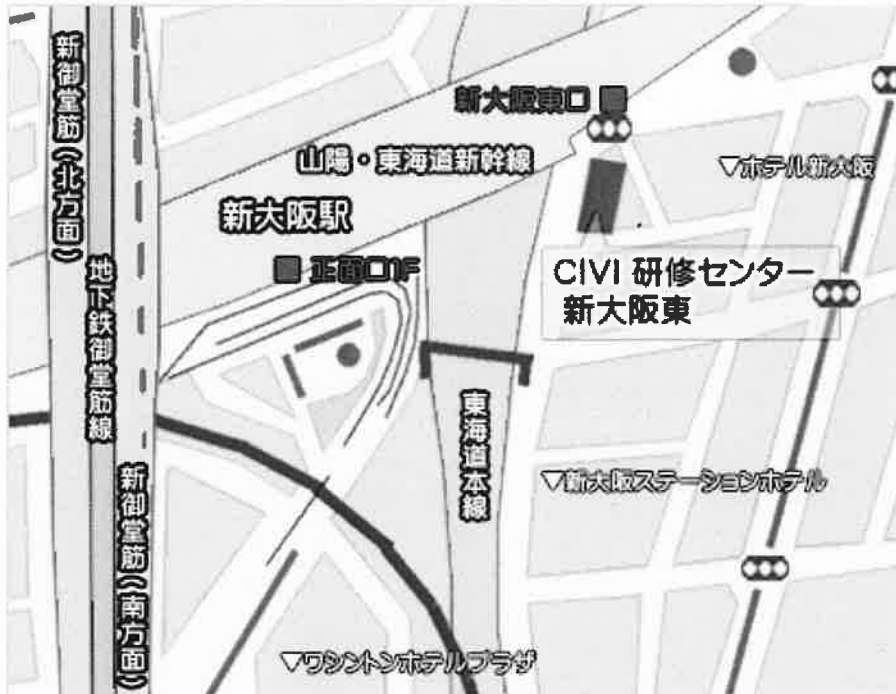 新御堂筋(北方面)
地下鉄御堂筋線
新御堂筋(南方面)
新大阪東口
山陽・東海道新幹線
新大阪駅
正面口1F
▽ホテル新大阪
CIVI 研修センター
新大阪東
東海道本線
▽新大阪ステーションホテル
▽ワシントンホテルプラザ